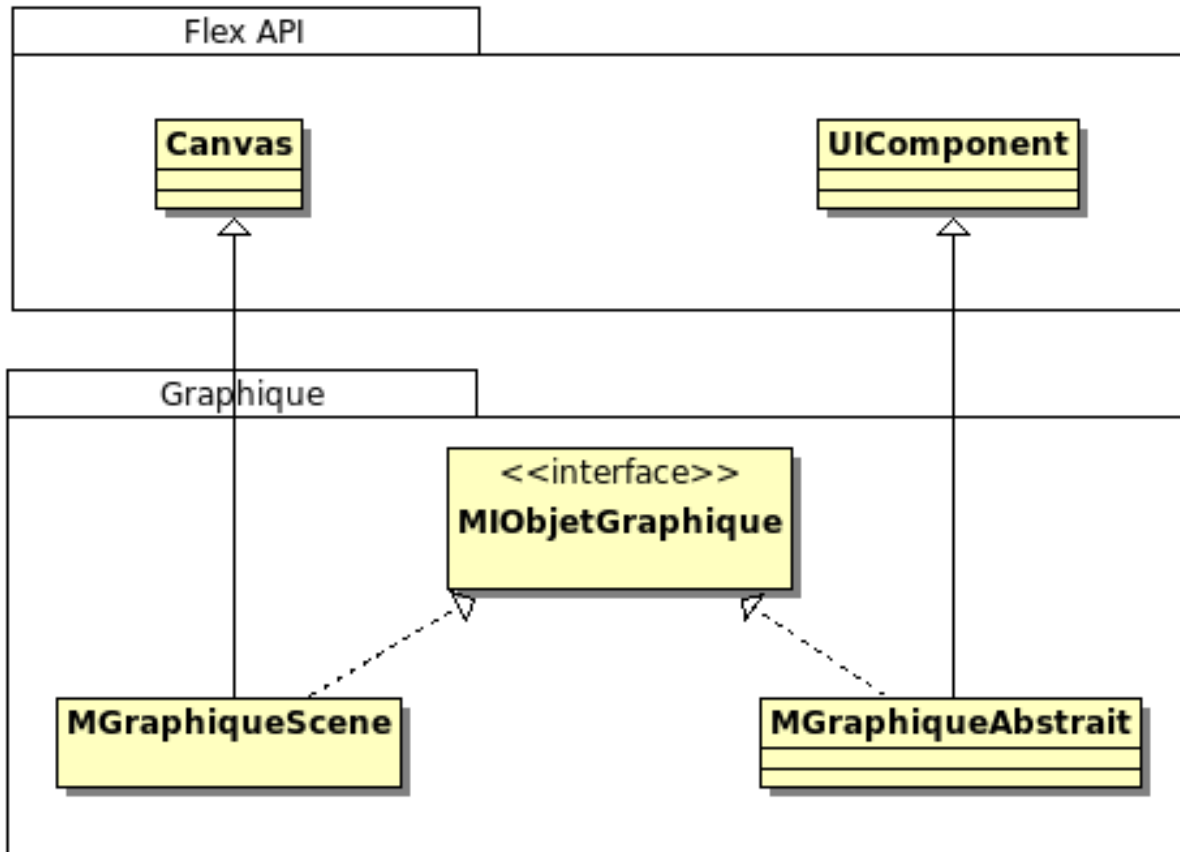 Flex API
Canvas
UIComponent
Graphique
<<interface>>
MIObjetGraphique
MGraphiqueScene
MGraphiqueAbstrait